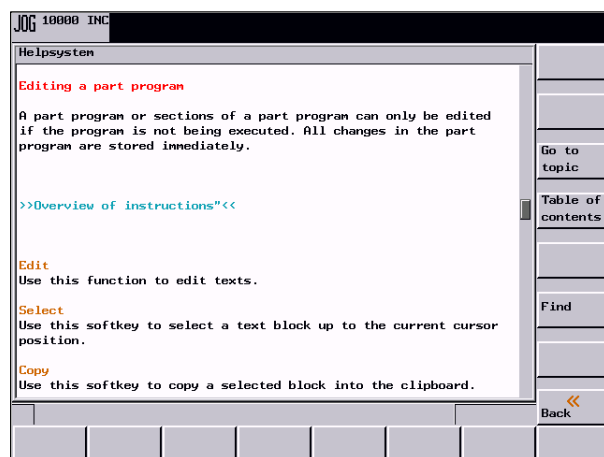 JOG 10000 INC
Helpsystem
Editing a part program
A part program or sections of a part program can only be edited
if the program is not being executed. All changes in the part
program are stored immediately.
>>Overview of instructions"<<
Edit
Use this function to edit texts.
Select
Use this softkey to select a text block up to the current cursor
position.
Copy
Use this softkey to copy a selected block into the clipboard.
Go to
topic
Table of
contents
Find
«
Back